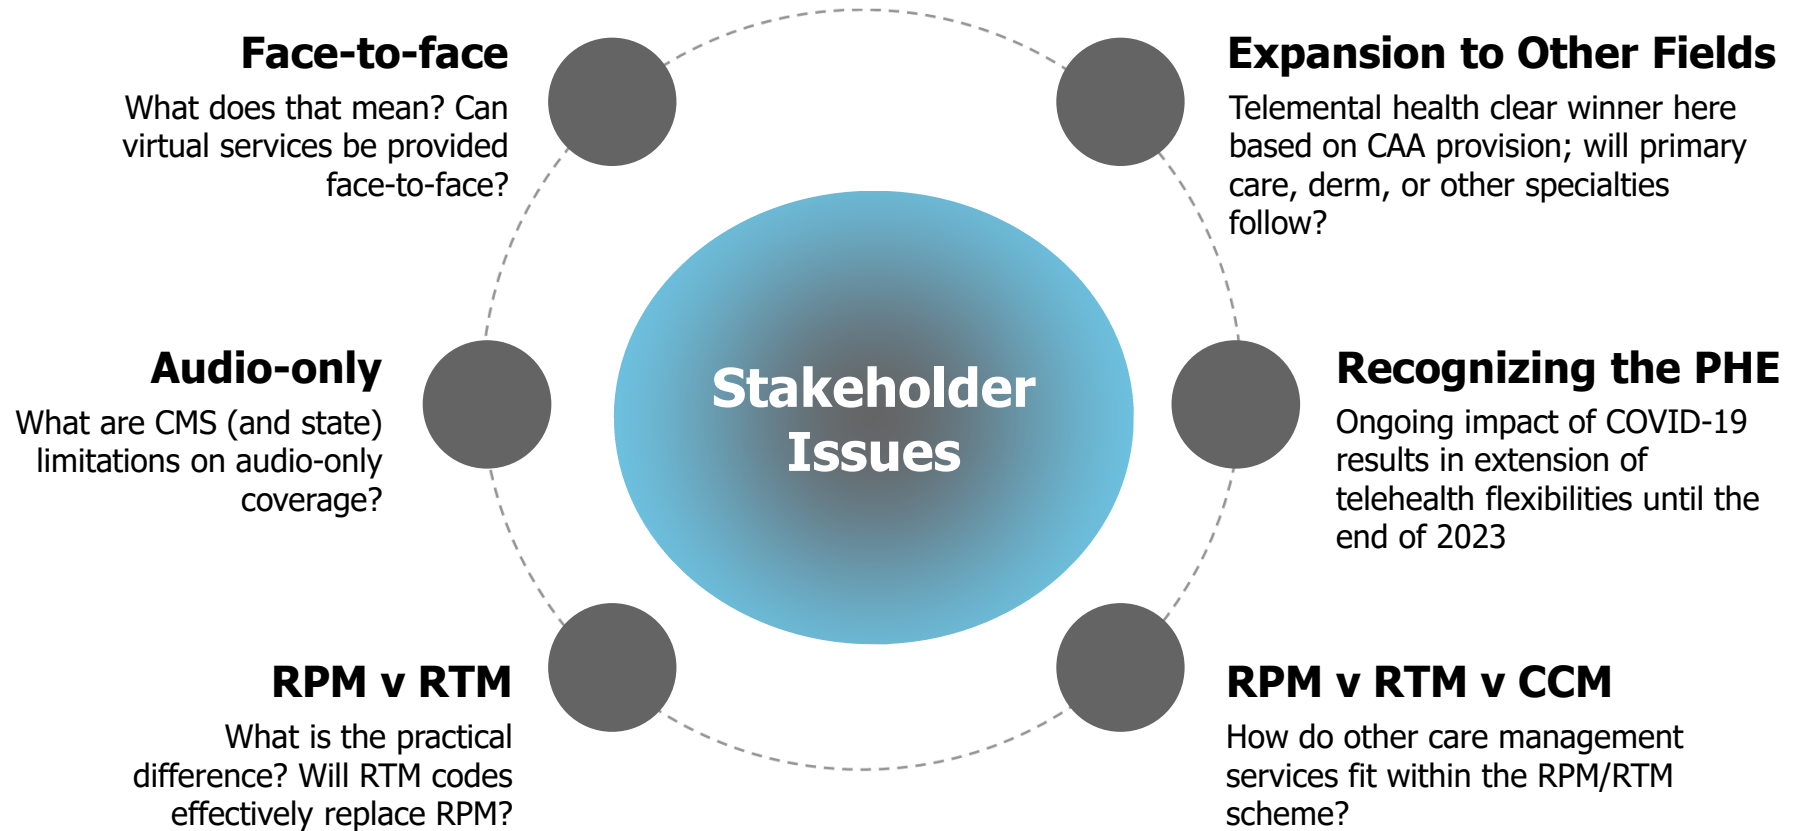 Face-to-face
What does that mean? Can
virtual services be provided
face-to-face?
Expansion to Other Fields
Telemental health clear winner here
based on CAA provision; will primary
care, derm, or other specialties
follow?
Stakeholder
Issues
Audio-only
What are CMS (and state)
limitations on audio-only
coverage?
Recognizing the PHE
Ongoing impact of COVID-19
results in extension of
telehealth flexibilities until the
end of 2023
RPM v RTM
What is the practical
difference? Will RTM codes
effectively replace RPM?
RPM v RTM v CCM
How do other care management
services fit within the RPM/RTM
scheme?